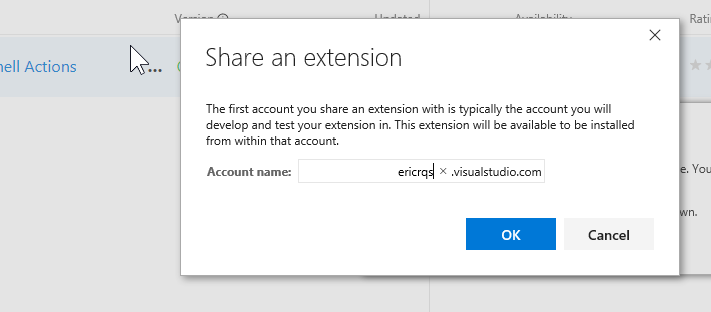 Version
Updated
Availability
Share an extension
nell Actions
...
The first account you share an extension with is typically the account you will
develop and test your extension in. This extension will be available to be installed
from within that account.
e. You
Account name: ericrqs × .visualstudio.com
wn.
OK Cancel